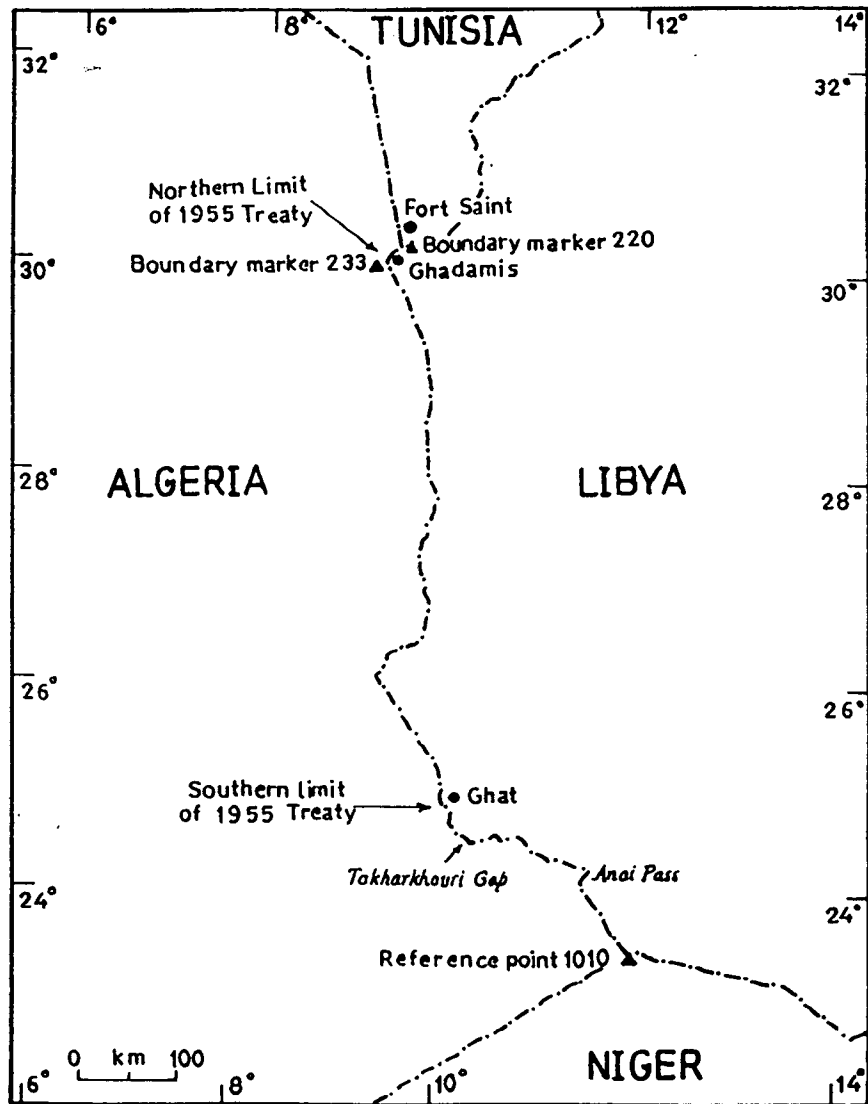 6°
8°
TUNISIA
12°
14°
32°
32°
Northern Limit
of 1955 Treaty
Fort Saint
Boundary marker 220
Boundary marker 233
Ghadamis
30°
30°
ALGERIA
LIBYA
28°
28°
26°
26°
Southern limit
of 1955 Treaty
Ghat
Takharkhouri Gap
Anai Pass
24°
24°
Reference point 1010
0 km 100
NIGER
6°
8°
10°
14°